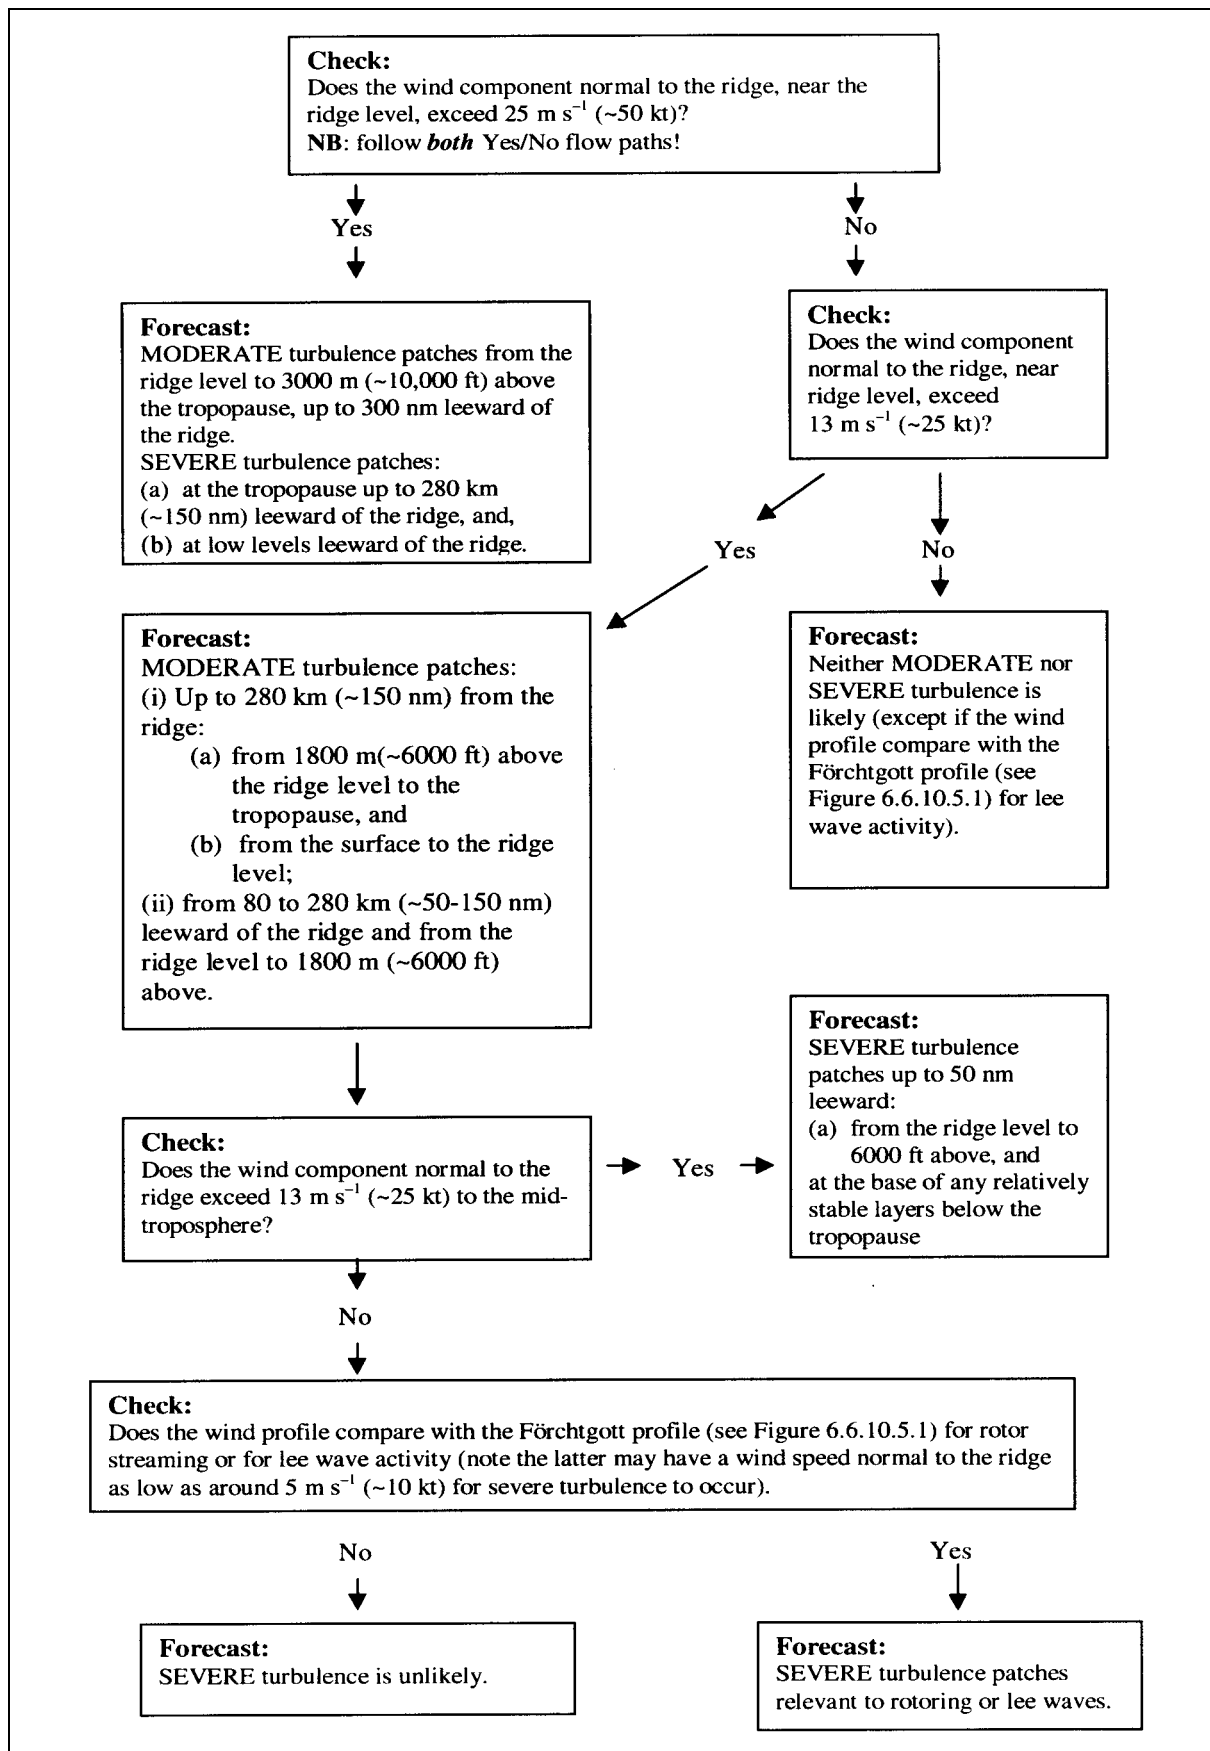 Check:
Does the wind component normal to the ridge, near the
ridge level, exceed 25 m s⁻¹ (~50 kt)?
NB: follow both Yes/No flow paths!
Yes
No
Forecast:
MODERATE turbulence patches from the
ridge level to 3000 m (~10,000 ft) above
the tropopause, up to 300 nm leeward of
the ridge.
SEVERE turbulence patches:
(a) at the tropopause up to 280 km
(~150 nm) leeward of the ridge, and,
(b) at low levels leeward of the ridge.
Check:
Does the wind component
normal to the ridge, near
ridge level, exceed
13 m s⁻¹ (~25 kt)?
Yes
No
Forecast:
MODERATE turbulence patches:
(i) Up to 280 km (~150 nm) from the
ridge:
(a) from 1800 m(~6000 ft) above
the ridge level to the
tropopause, and
(b) from the surface to the ridge
level;
(ii) from 80 to 280 km (~50-150 nm)
leeward of the ridge and from the
ridge level to 1800 m (~6000 ft)
above.
Forecast:
Neither MODERATE nor
SEVERE turbulence is
likely (except if the wind
profile compare with the
Förchtgott profile (see
Figure 6.6.10.5.1) for lee
wave activity).
Check:
Does the wind component normal to the
ridge exceed 13 m s⁻¹ (~25 kt) to the mid-
troposphere?
Yes
Forecast:
SEVERE turbulence
patches up to 50 nm
leeward:
(a) from the ridge level to
6000 ft above, and
at the base of any relatively
stable layers below the
tropopause
No
Check:
Does the wind profile compare with the Förchtgott profile (see Figure 6.6.10.5.1) for rotor
streaming or for lee wave activity (note the latter may have a wind speed normal to the ridge
as low as around 5 m s⁻¹ (~10 kt) for severe turbulence to occur).
No
Yes
Forecast:
SEVERE turbulence is unlikely.
Forecast:
SEVERE turbulence patches
relevant to rotoring or lee waves.